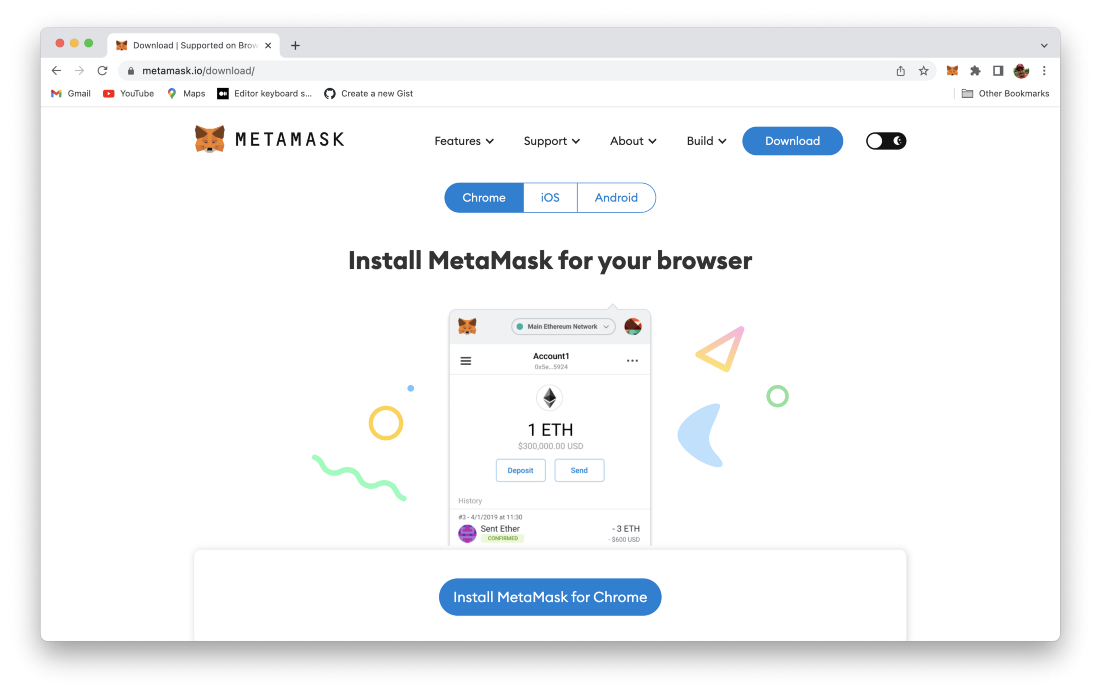 Download | Supported on Brow
metamask.io/download/
Gmail YouTube Maps Editor keyboard s... Create a new Gist Other Bookmarks
METAMASK Features Support About Build Download
Chrome iOS Android
Install MetaMask for your browser
Main Ethereum Network
Account1
0x5e...5924
1 ETH
$300,000.00 USD
Deposit Send
History
#3 - 4/1/2019 at 11:30
Sent Ether - 3 ETH
CONFIRMED - $600 USD
Install MetaMask for Chrome